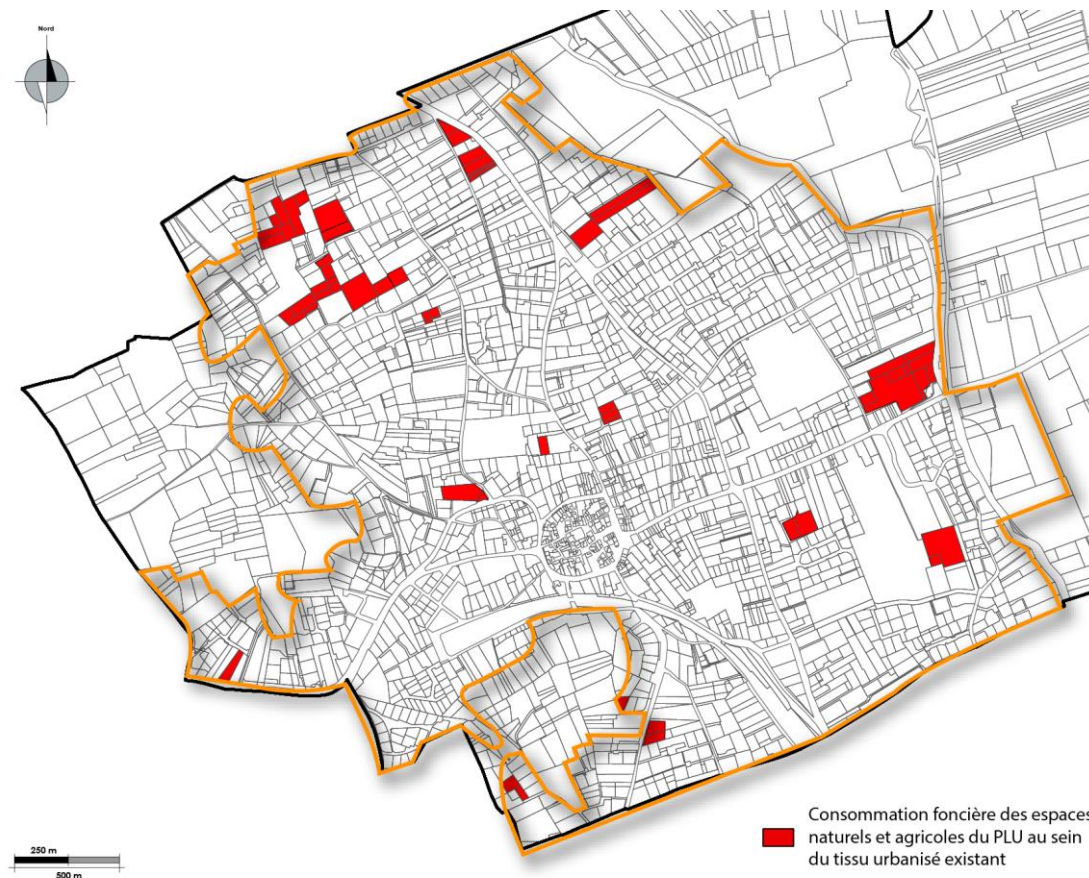 Nord
Consommation foncière des espaces
naturels et agricoles du PLU au sein
du tissu urbanisé existant
250 m
500 m